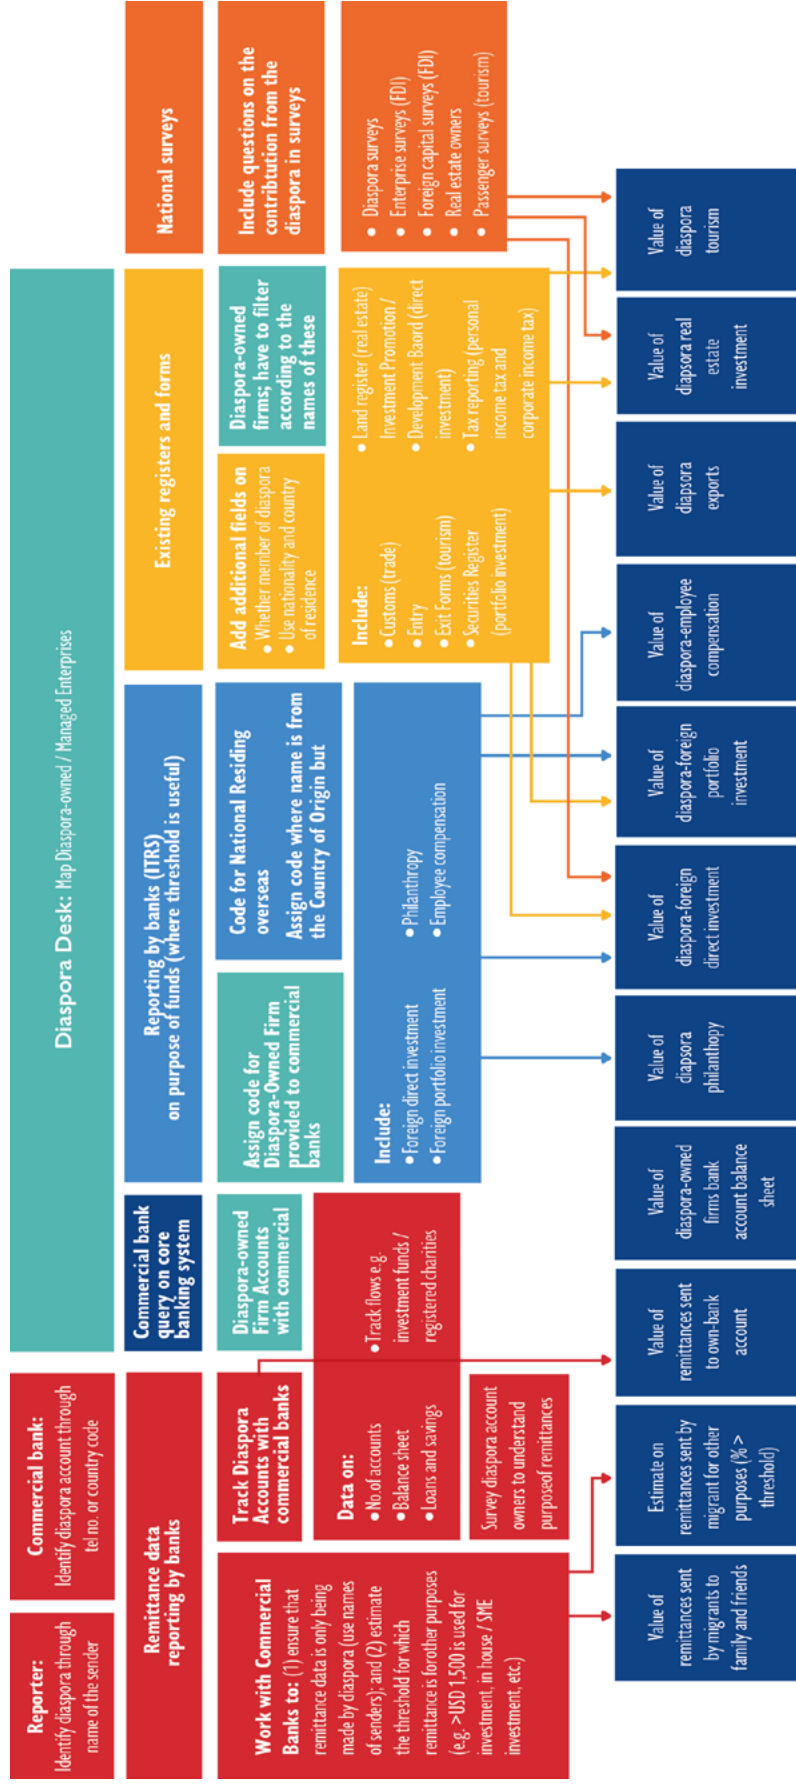 Reporter:
Identify diaspora through
name of the sender
Commercial bank:
Identify diaspora account through
tel no. or country code
Diaspora Desk: Map Diaspora-owned / Managed Enterprises
Remittance data
reporting by banks
Commercial bank
query on core
banking system
Reporting by banks (ITRS)
on purpose of funds (where threshold is useful)
Existing registers and forms
National surveys
Work with Commercial
Banks to: (1) ensure that
remittance data is only being
made by diaspora (use names
of senders); and (2) estimate
the threshold for which
remittance is forother purposes
(e.g. >USD 1,500 is used for
investment, in house / SME
investment, etc.)
Track Diaspora
Accounts with
commercial banks
Diaspora-owned
Firm Accounts
with commercial
Assign code for
Diaspora-Owned Firm
provided to commercial
banks
Code for National Residing
overseas
Assign code where name is from
the Country of Origin but
Add additional fields on
• Whether member of diaspora
• Use nationality and country
of residence
Diaspora-owned
firms; have to filter
according to the
names of these
Include questions on the
contribtution from the
diaspora in surveys
Data on:
• No. of accounts
• Balance sheet
• Loans and savings
• Track flows e.g.
investment funds /
registered charities
Survey diaspora account
owners to understand
purposeof remittances
Include:
• Foreign direct investment
• Foreign portfolio investment
• Philanthropy
• Employee compensation
Include:
• Customs (trade)
• Entry
• Exit Forms (tourism)
• Securities Register
(portfolio investment)
• Land register (real estate)
Investment Promotion /
• Development Baord (direct
investment)
• Tax reporting (personal
income tax and
corporate income tax)
• Diaspora surveys
• Enterprise surveys (FDI)
• Foreign capital surveys (FDI)
• Real estate owners
• Passenger surveys (tourism)
Value of
remittances sent
by migrants to
family and friends
Estimate on
remittances sent by
migrant for other
purposes (% >
threshold)
Value of
remittances sent
to own-bank
account
Value of
diaspora-owned
firms bank
account balance
sheet
Value of
diapsora
philanthopy
Value of
diaspora-foreign
direct investment
Value of
diaspora-foreign
portfolio
investment
Value of
diaspora-employee
compensation
Value of
diapsora
exports
Value of
diapsora real
estate
investment
Value of
diaspora
tourism